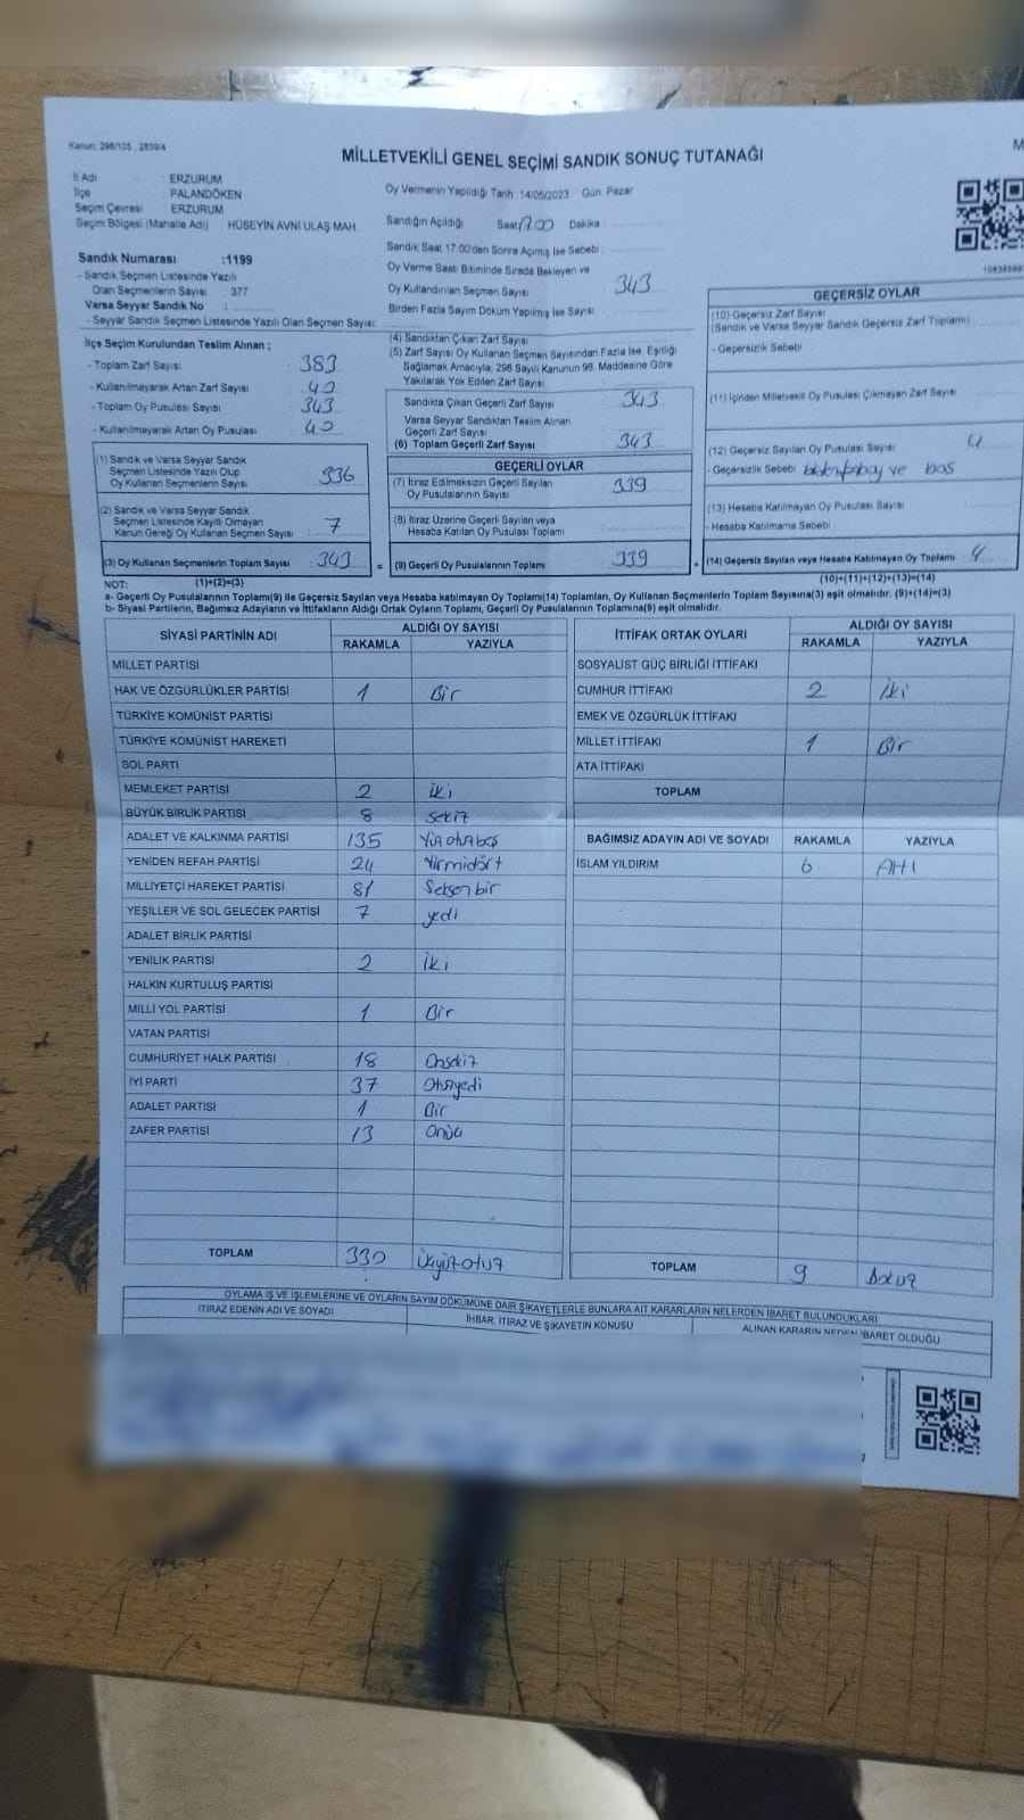 Kanun: 298/105, 2839/4
MİLLETVEKİLİ GENEL SEÇİMİ SANDIK SONUÇ TUTANAĞI
M
İl Adı : ERZURUM
İlçe : PALANDÖKEN
Seçim Çevresi : ERZURUM
Seçim Bölgesi (Mahalle Adı) : HÜSEYİN AVNİ ULAŞ MAH.
Oy Vermenin Yapıldığı Tarih :14/05/2023 Gün: Pazar
Sandığın Açıldığı Saat: 17.00 Dakika :
Sandık Saat 17.00'den Sonra Açılmış İse Sebebi :
Oy Verme Saati Bitiminde Sırada Bekleyen ve
Oy Kullandırılan Seçmen Sayısı : 343
Birden Fazla Sayım Döküm Yapılmış İse Sayısı :
Sandık Numarası :1199
- Sandık Seçmen Listesinde Yazılı
Olan Seçmenlerin Sayısı : 377
Varsa Seyyar Sandık No :
- Seyyar Sandık Seçmen Listesinde Yazılı Olan Seçmen Sayısı:
İlçe Seçim Kurulundan Teslim Alınan ;
- Toplam Zarf Sayısı : 383
- Kullanılmayarak Artan Zarf Sayısı : 40
- Toplam Oy Pusulası Sayısı : 343
- Kullanılmayarak Artan Oy Pusulası : 40
(4) Sandıktan Çıkan Zarf Sayısı
(5) Zarf Sayısı Oy Kullanan Seçmen Sayısından Fazla İse, Eşitliği
Sağlamak Amacıyla; 298 Sayılı Kanunun 98. Maddesine Göre
Yakılarak Yok Edilen Zarf Sayısı
Sandıkta Çıkan Geçerli Zarf Sayısı : 343
Varsa Seyyar Sandıktan Teslim Alınan
Geçerli Zarf Sayısı
(6) Toplam Geçerli Zarf Sayısı : 343
(1) Sandık ve Varsa Seyyar Sandık
Seçmen Listesinde Yazılı Olup
Oy Kullanan Seçmenlerin Sayısı : 336
(2) Sandık ve Varsa Seyyar Sandık
Seçmen Listesinde Kayıtlı Olmayan
Kanun Gereği Oy Kullanan Seçmen Sayısı : 7
(3) Oy Kullanan Seçmenlerin Toplam Sayısı : 343
GEÇERLİ OYLAR
(7) İtiraz Edilmeksizin Geçerli Sayılan
Oy Pusulalarının Sayısı : 339
(8) İtiraz Üzerine Geçerli Sayılan veya
Hesaba Katılan Oy Pusulası Toplamı
= (9) Geçerli Oy Pusulalarının Toplamı : 339
GEÇERSİZ OYLAR
(10) Geçersiz Zarf Sayısı
(Sandık ve Varsa Seyyar Sandık Geçersiz Zarf Toplamı)
- Geçersizlik Sebebi
(11) İçinden Milletvekili Oy Pusulası Çıkmayan Zarf Sayısı
(12) Geçersiz Sayılan Oy Pusulası Sayısı : 4
- Geçersizlik Sebebi ve boş
(13) Hesaba Katılmayan Oy Pusulası Sayısı
- Hesaba Katılmama Sebebi
(14) Geçersiz Sayılan veya Hesaba Katılmayan Oy Toplamı : 4
NOT: (1)+(2)=(3)
(10)+(11)+(12)+(13)=(14)
a- Geçerli Oy Pusulalarının Toplamı(9) ile Geçersiz Sayılan veya Hesaba katılmayan Oy Toplamı(14) Toplamları, Oy Kullanan Seçmenlerin Toplam Sayısına(3) eşit olmalıdır. (9)+(14)=(3)
b- Siyasi Partilerin, Bağımsız Adayların ve İttifakların Aldığı Ortak Oyların Toplamı, Geçerli Oy Pusulalarının Toplamına(9) eşit olmalıdır.
SİYASİ PARTİNİN ADI ALDIĞI OY SAYISI
RAKAMLA YAZIYLA
MİLLET PARTİSİ
HAK VE ÖZGÜRLÜKLER PARTİSİ 1 Bir
TÜRKİYE KOMÜNİST PARTİSİ
TÜRKİYE KOMÜNİST HAREKETİ
SOL PARTİ
MEMLEKET PARTİSİ 2 iki
BÜYÜK BİRLİK PARTİSİ 8 sekiz
ADALET VE KALKINMA PARTİSİ 135 Yüzotuzbeş
YENİDEN REFAH PARTİSİ 24 Yirmidört
MİLLİYETÇİ HAREKET PARTİSİ 81 Seksenbir
YEŞİLLER VE SOL GELECEK PARTİSİ 7 yedi
ADALET BİRLİK PARTİSİ
YENİLİK PARTİSİ 2 İki
HALKIN KURTULUŞ PARTİSİ
MİLLİ YOL PARTİSİ 1 Bir
VATAN PARTİSİ
CUMHURİYET HALK PARTİSİ 18 Onsekiz
İYİ PARTİ 37 Otuzyedi
ADALET PARTİSİ 1 Bir
ZAFER PARTİSİ 13 Onüç
TOPLAM 330 Üçyüzotuz
İTTİFAK ORTAK OYLARI ALDIĞI OY SAYISI
RAKAMLA YAZIYLA
SOSYALİST GÜÇ BİRLİĞİ İTTİFAKI
CUMHUR İTTİFAKI 2 İki
EMEK VE ÖZGÜRLÜK İTTİFAKI
MİLLET İTTİFAKI 1 Bir
ATA İTTİFAKI
TOPLAM
BAĞIMSIZ ADAYIN ADI VE SOYADI RAKAMLA YAZIYLA
İSLAM YILDIRIM 6 Altı
TOPLAM 9 Dokuz
OYLAMA İŞ VE İŞLEMLERİNE VE OYLARIN SAYIM DÖKÜMÜNE DAİR ŞİKAYETLERLE BUNLARA AİT KARARLARIN NELERDEN İBARET BULUNDUKLARI
İTİRAZ EDENİN ADI VE SOYADI
İHBAR, İTİRAZ VE ŞİKAYETİN KONUSU
ALINAN KARARIN NEDEN İBARET OLDUĞU